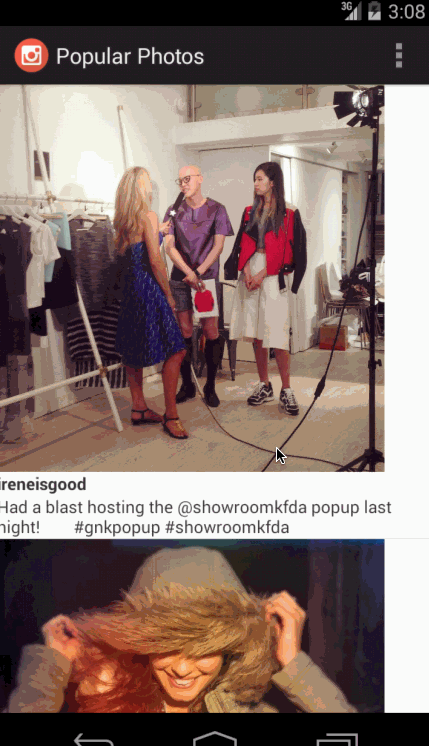 3G 3:08
Popular Photos
ireneisgood
Had a blast hosting the @showroomkfda popup last
night! #gnkpopup #showroomkfda